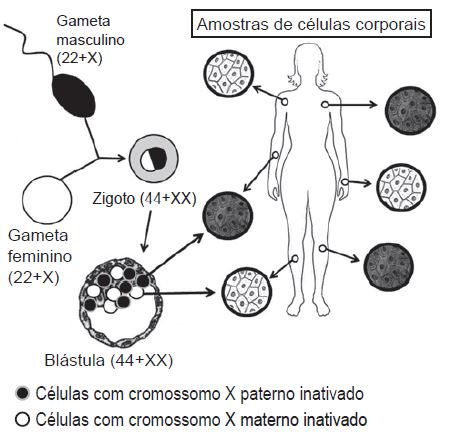 Gameta
masculino
(22+X)
Amostras de células corporais
Zigoto (44+XX)
Gameta
feminino
(22+X)
Blástula (44+XX)
Células com cromossomo X paterno inativado
Células com cromossomo X materno inativado